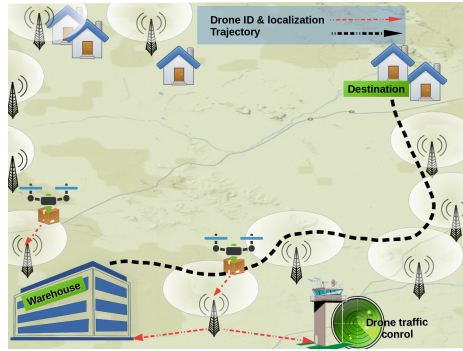 Drone ID & localization
Trajectory
Destination
Warehouse
Drone traffic
conrol